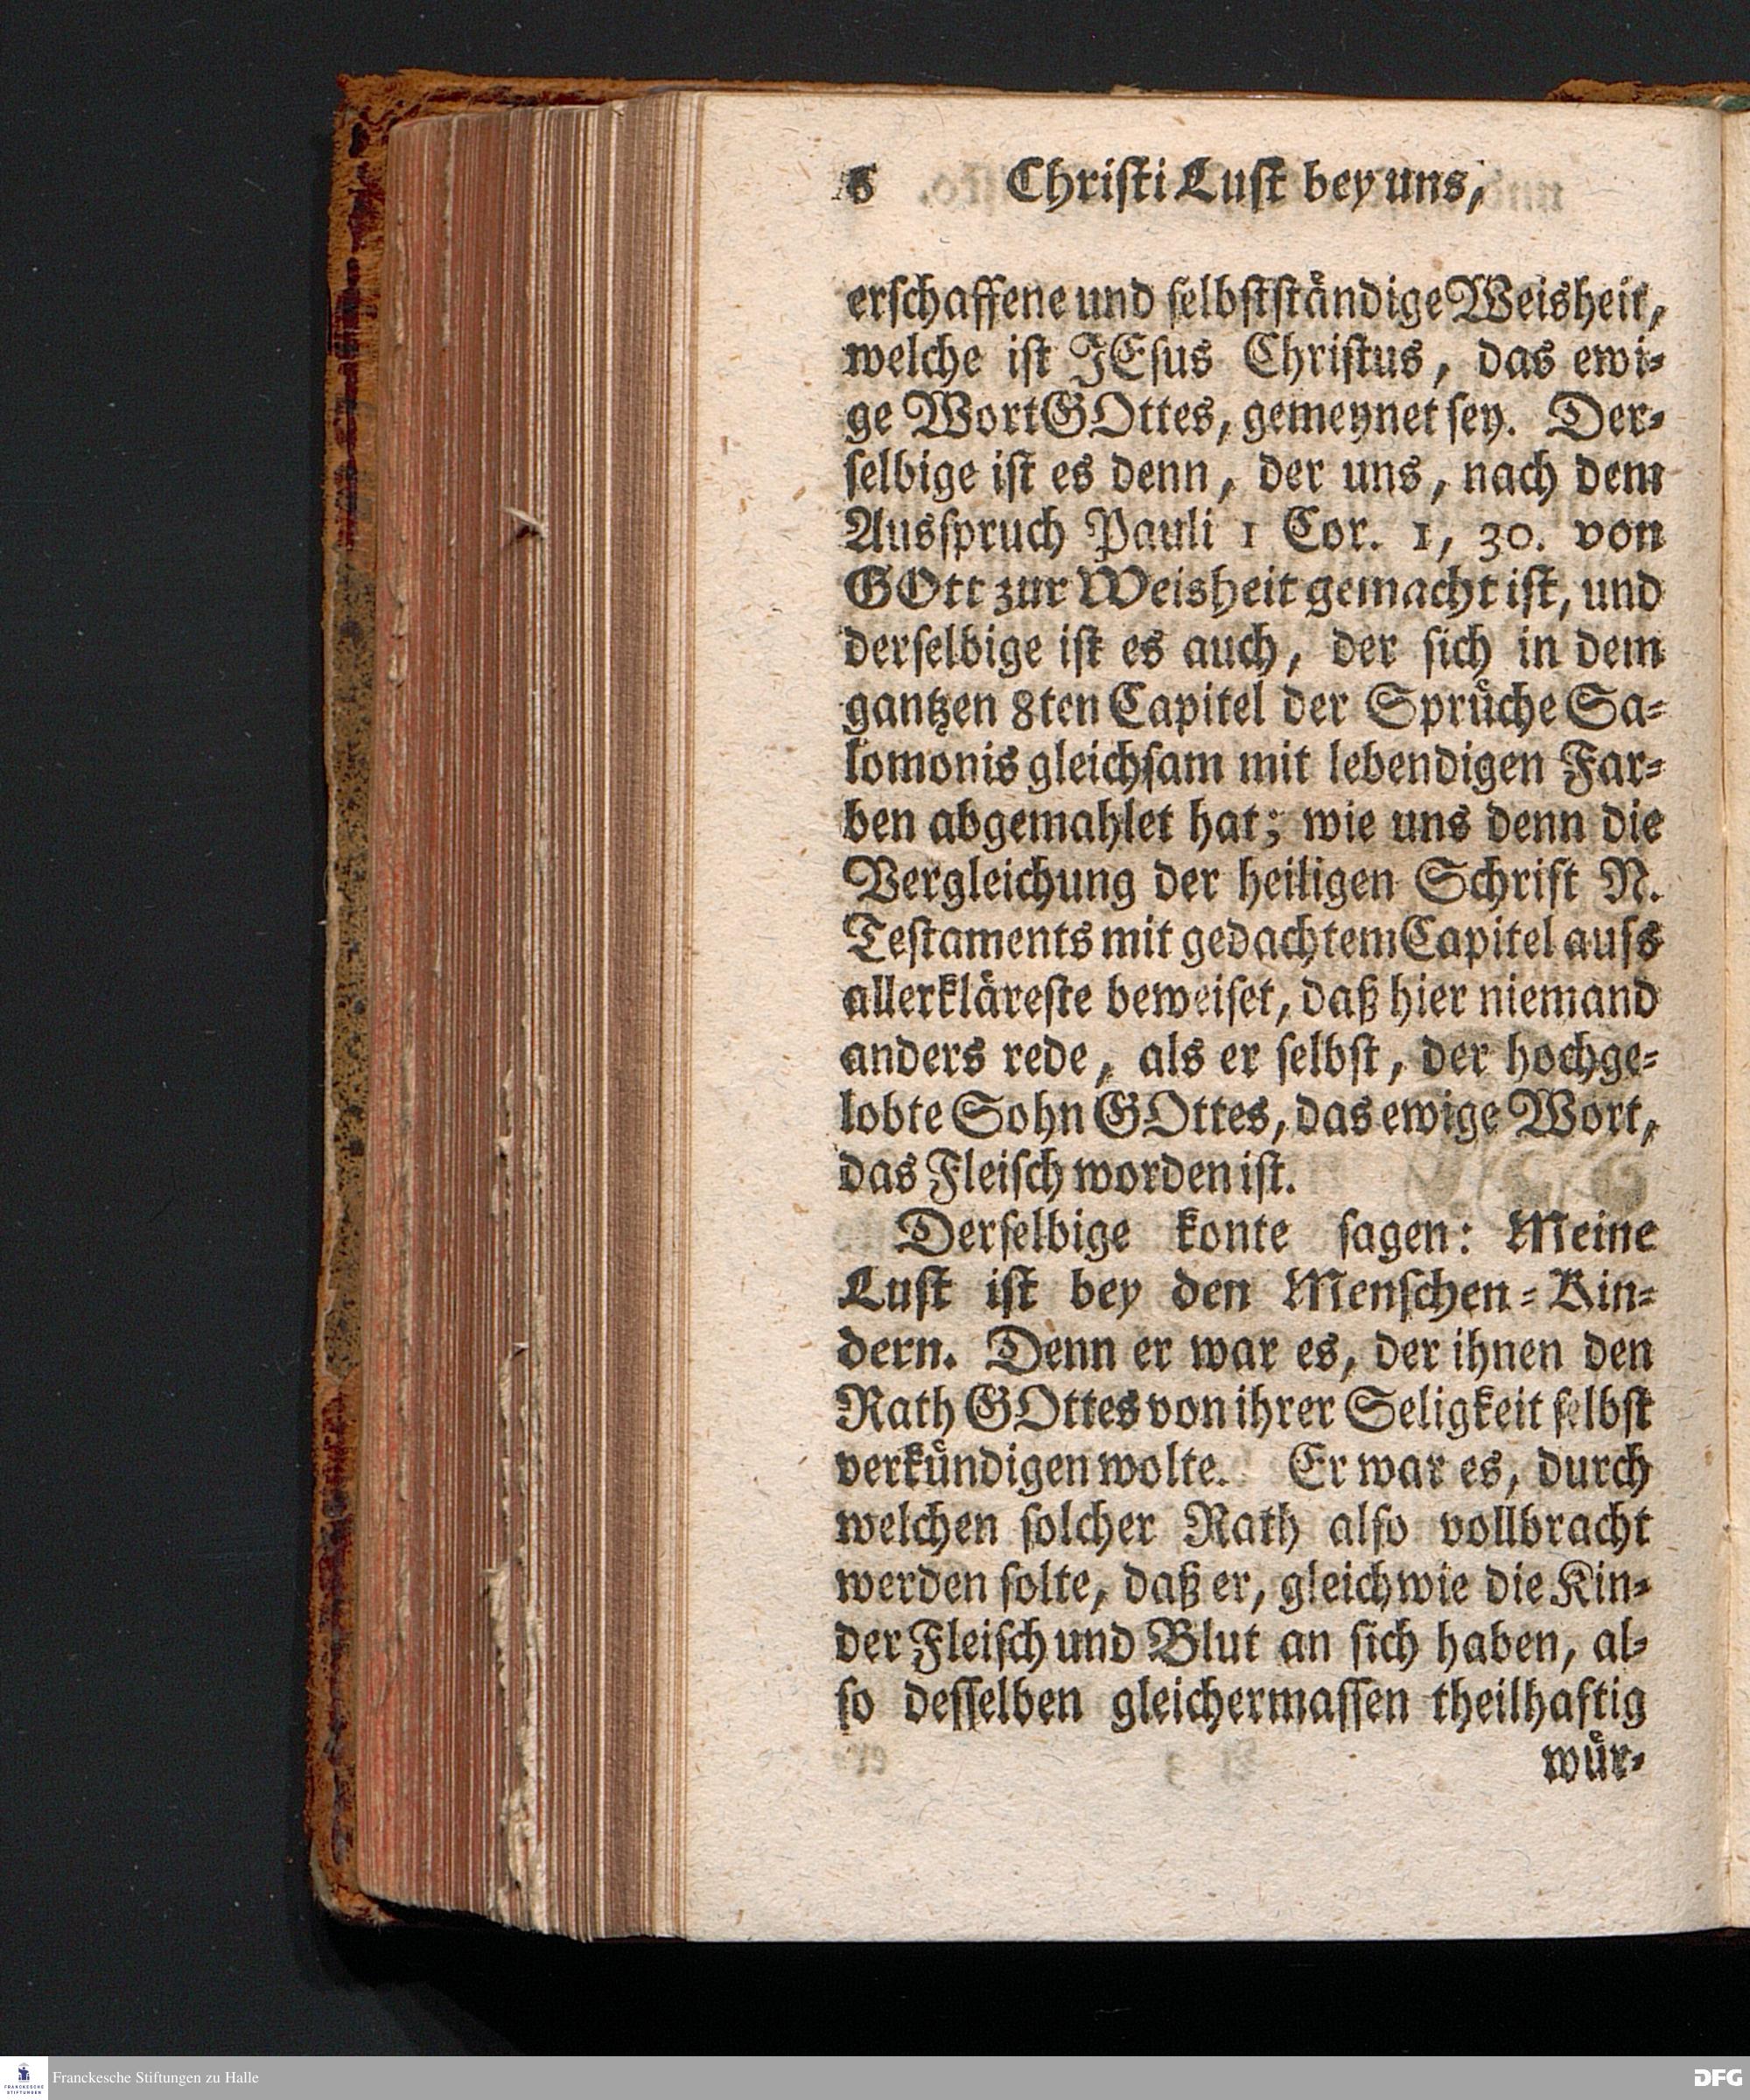 6 Christi Lust bey uns,
erschaffene und selbstständige Weisheit,
welche ist JEsus Christus, das ewi-
ge Wort GOttes, gemeynet sey. Der-
selbige ist es denn, der uns, nach dem
Ausspruch Pauli 1 Cor. 1, 30. von
GOtt zur Weisheit gemacht ist, und
derselbige ist es auch, der sich in dem
gantzen 8ten Capitel der Sprüche Sa-
lomonis gleichsam mit lebendigen Far-
ben abgemahlet hat; wie uns denn die
Vergleichung der heiligen Schrift N.
Testaments mit gedachtem Capitel aufs
allerkläreste beweiset, daß hier niemand
anders rede, als er selbst, der hochge-
lobte Sohn GOttes, das ewige Wort,
das Fleisch worden ist.
Derselbige konte sagen: Meine
Lust ist bey den Menschen-Kin-
dern. Denn er war es, der ihnen den
Rath GOttes von ihrer Seligkeit selbst
verkündigen wolte. Er war es, durch
welchen solcher Rath also vollbracht
werden solte, daß er, gleichwie die Kin-
der Fleisch und Blut an sich haben, al-
so desselben gleichermassen theilhaftig
wür-
FRANCKESCHE
STIFTUNGEN
Franckesche Stiftungen zu Halle
DFG